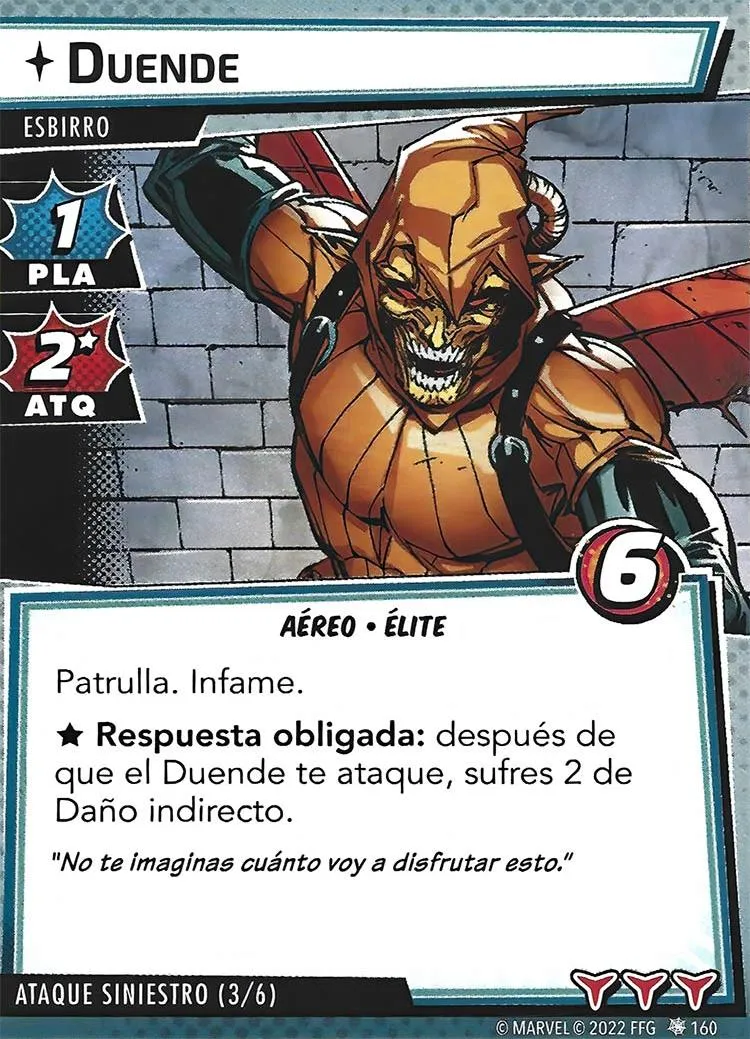 DUENDE
ESBIRRO
1
PLA
2
ATQ
6
AÉREO • ÉLITE
Patrulla. Infame.
★ Respuesta obligada: después de
que el Duende te ataque, sufres 2 de
Daño indirecto.
"No te imaginas cuánto voy a disfrutar esto."
ATAQUE SINIESTRO (3/6)
© MARVEL © 2022 FFG 160